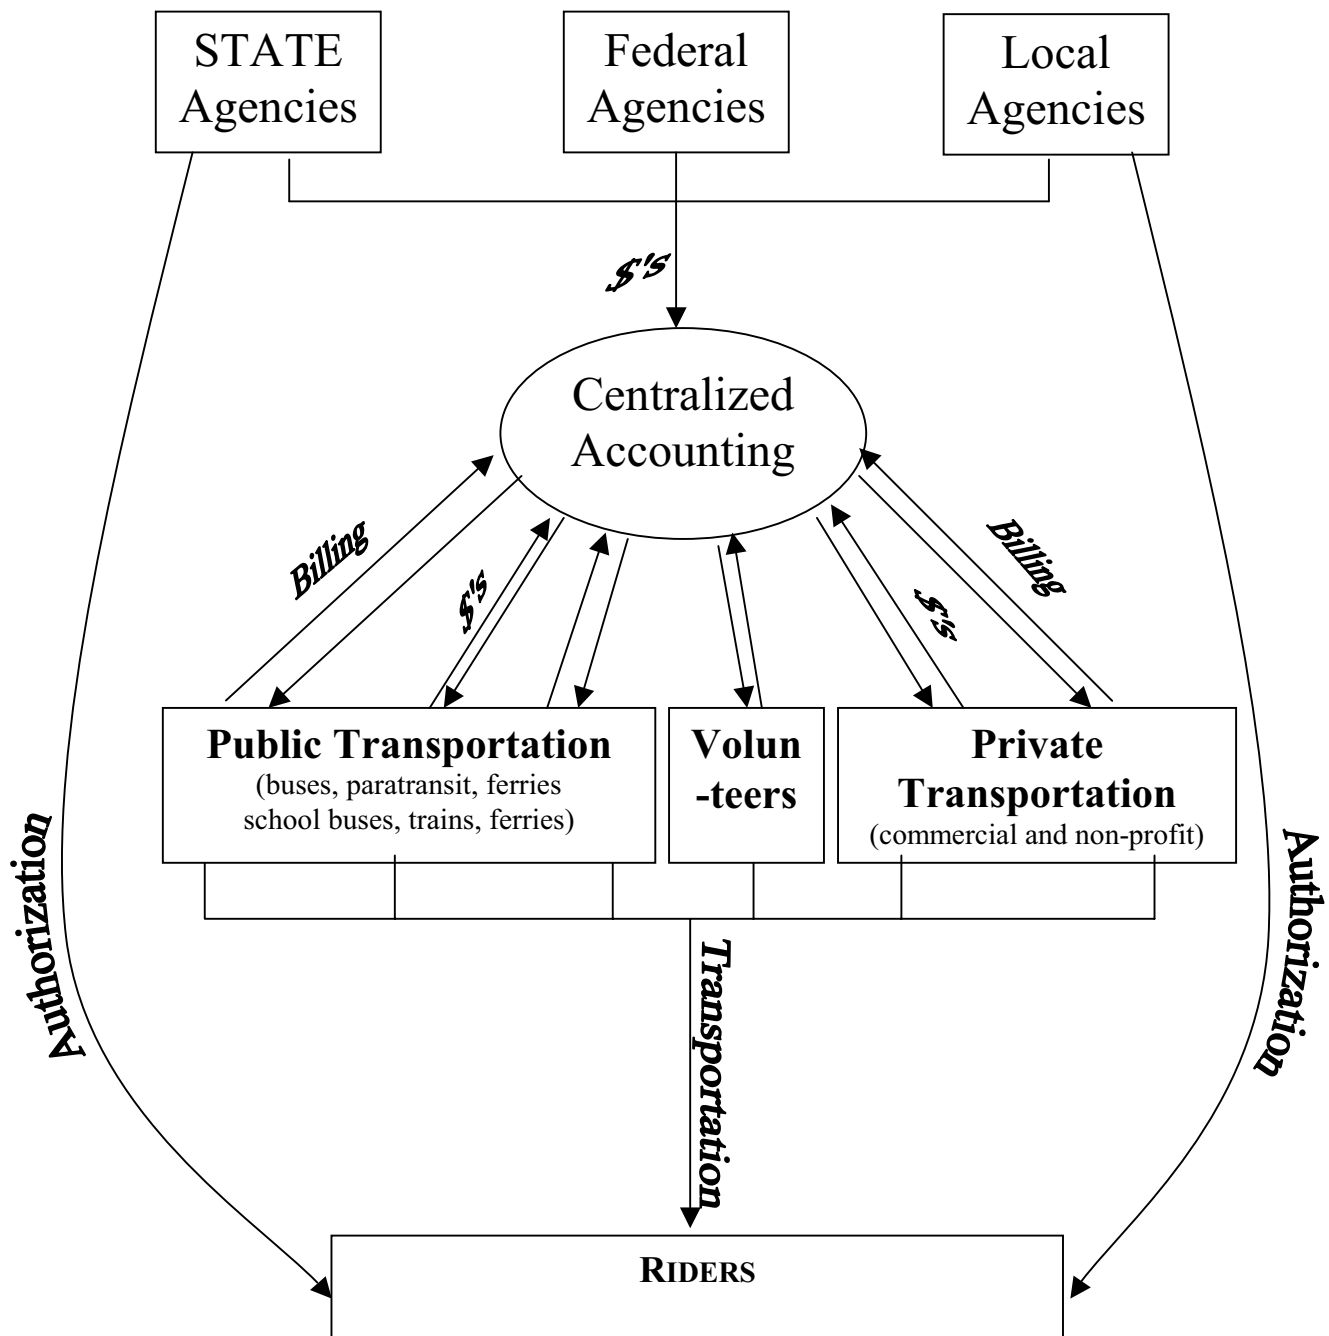 STATE
Agencies
Federal
Agencies
Local
Agencies
$'s
Centralized
Accounting
Billing
$'s
$'s
Billing
Public Transportation
(buses, paratransit, ferries
school buses, trains, ferries)
Volun
-teers
Private
Transportation
(commercial and non-profit)
Authorization
Authorization
Transportation
RIDERS